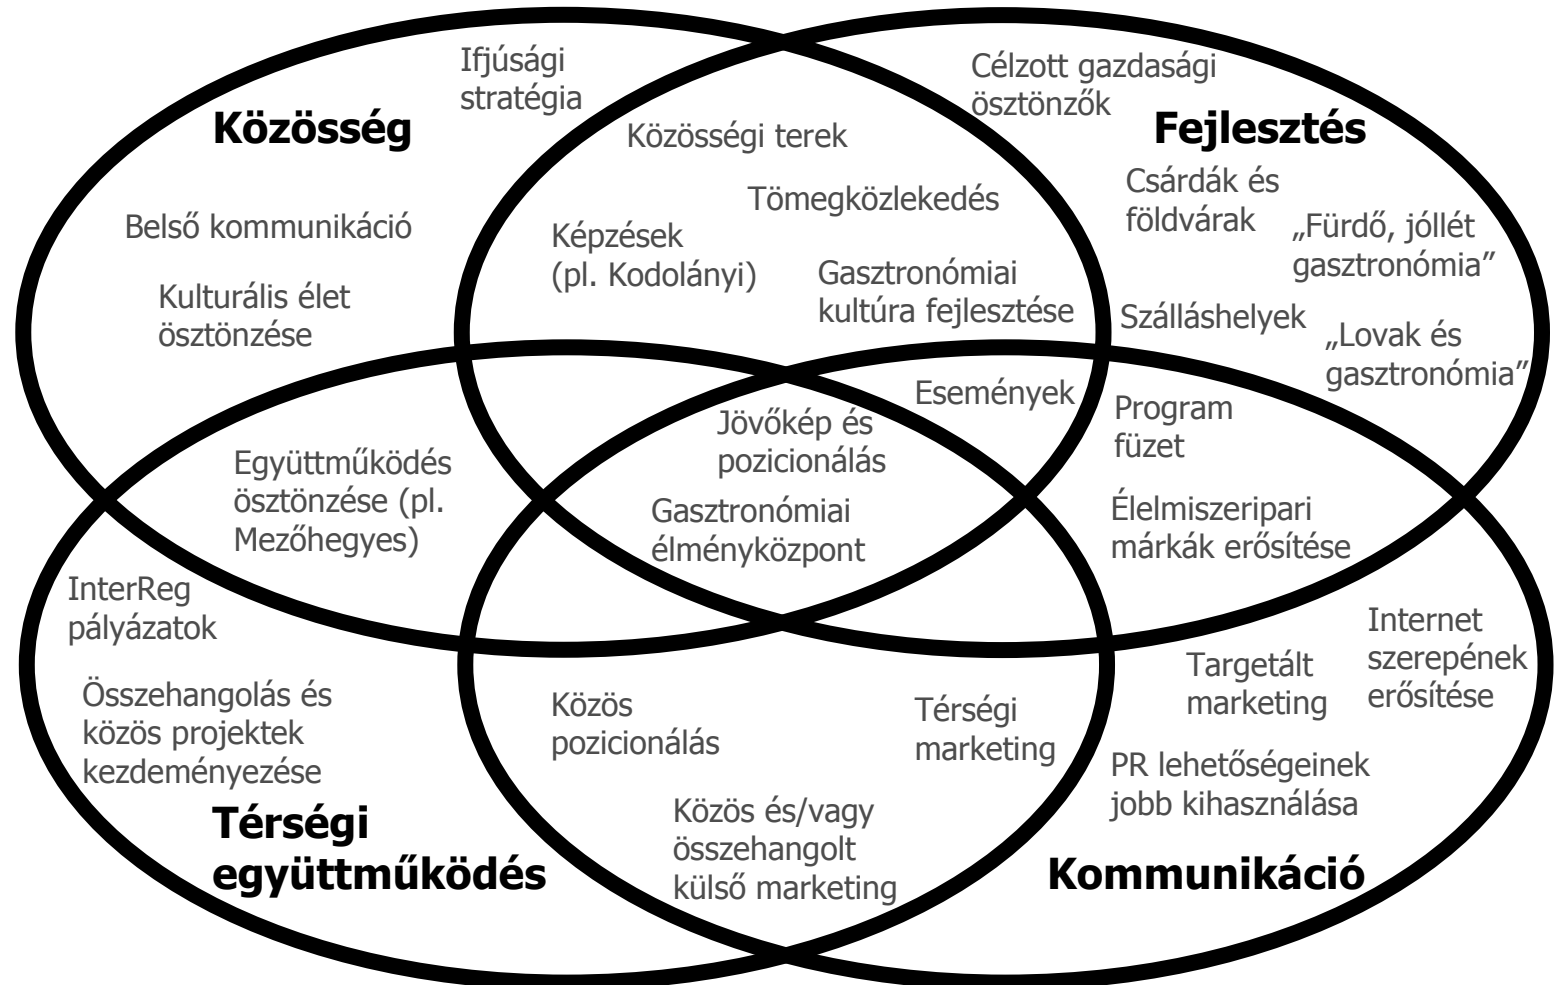 Ifjúsági
stratégia
Célzott gazdasági
ösztönzők
Közösség
Fejlesztés
Közösségi terek
Csárdák és
földvárak
Tömegközlekedés
„Fürdő, jóllét
gasztronómia”
Belső kommunikáció
Képzések
(pl. Kodolányi)
Gasztronómiai
kultúra fejlesztése
Kulturális élet
ösztönzése
Szálláshelyek
„Lovak és
gasztronómia”
Események
Program
füzet
Jövőkép és
pozicionálás
Együttműködés
ösztönzése (pl.
Mezőhegyes)
Gasztronómiai
élményközpont
Élelmiszeripari
márkák erősítése
InterReg
pályázatok
Internet
szerepének
erősítése
Targetált
marketing
Összehangolás és
közös projektek
kezdeményezése
Közös
pozicionálás
Térségi
marketing
PR lehetőségeinek
jobb kihasználása
Térségi
együttműködés
Közös és/vagy
összehangolt
külső marketing
Kommunikáció